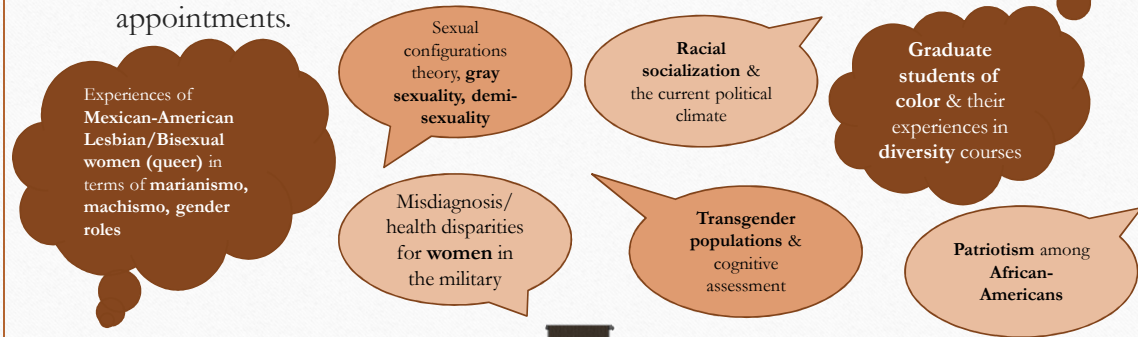 appointments.
Experiences of
Mexican-American
Lesbian/Bisexual
women (queer) in
terms of marianismo,
machismo, gender
roles
Sexual
configurations
theory, gray
sexuality, demi-
sexuality
Racial
socialization &
the current political
climate
Graduate
students of
color & their
experiences in
diversity courses
Misdiagnosis/
health disparities
for women in
the military
Transgender
populations &
cognitive
assessment
Patriotism among
African-
Americans